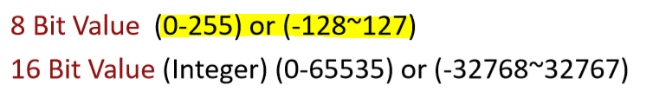 8 Bit Value (0-255) or (-128~127)
16 Bit Value (Integer) (0-65535) or (-32768~32767)